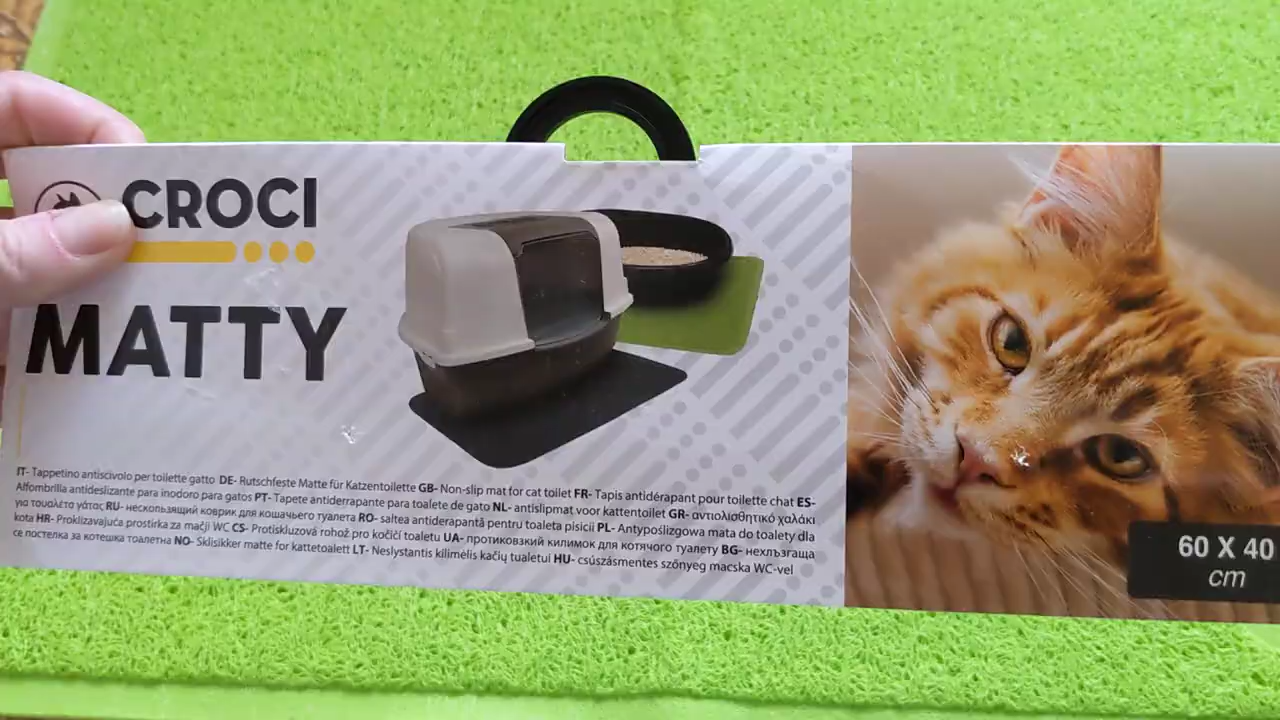 CROCI
MATTY
IT- Tappetino antiscivolo per toilette gatto DE- Rutschfeste Matte für Katzentoilette GB- Non-slip mat for cat toilet FR- Tapis antidérapant pour toilette chat ES-
Alfombrilla antideslizante para inodoro para gatos PT- Tapete antiderrapante para toalete de gato NL- antislipmat voor kattentoilet GR- αντιολισθητικό χαλάκι
για τουαλέτα γάτας RU- нескользящий коврик для кошачьего туалета RO- saltea antiderapantă pentru toaleta pisicii PL- Antypoślizgowa mata do toalety dla
kota HR- Proklizavajuća prostirka za mačji WC CS- Protiskluzová rohož pro kočičí toaletu UA- протиковзкий килимок для котячого туалету BG- нехлъзгаща
се постелка за котешка тоалетна NO- Sklisikker matte for kattetoalett LT- Neslystantis kilimėlis kačių tualetui HU- csúszásmentes szőnyeg macska WC-vel
60 X 40
cm